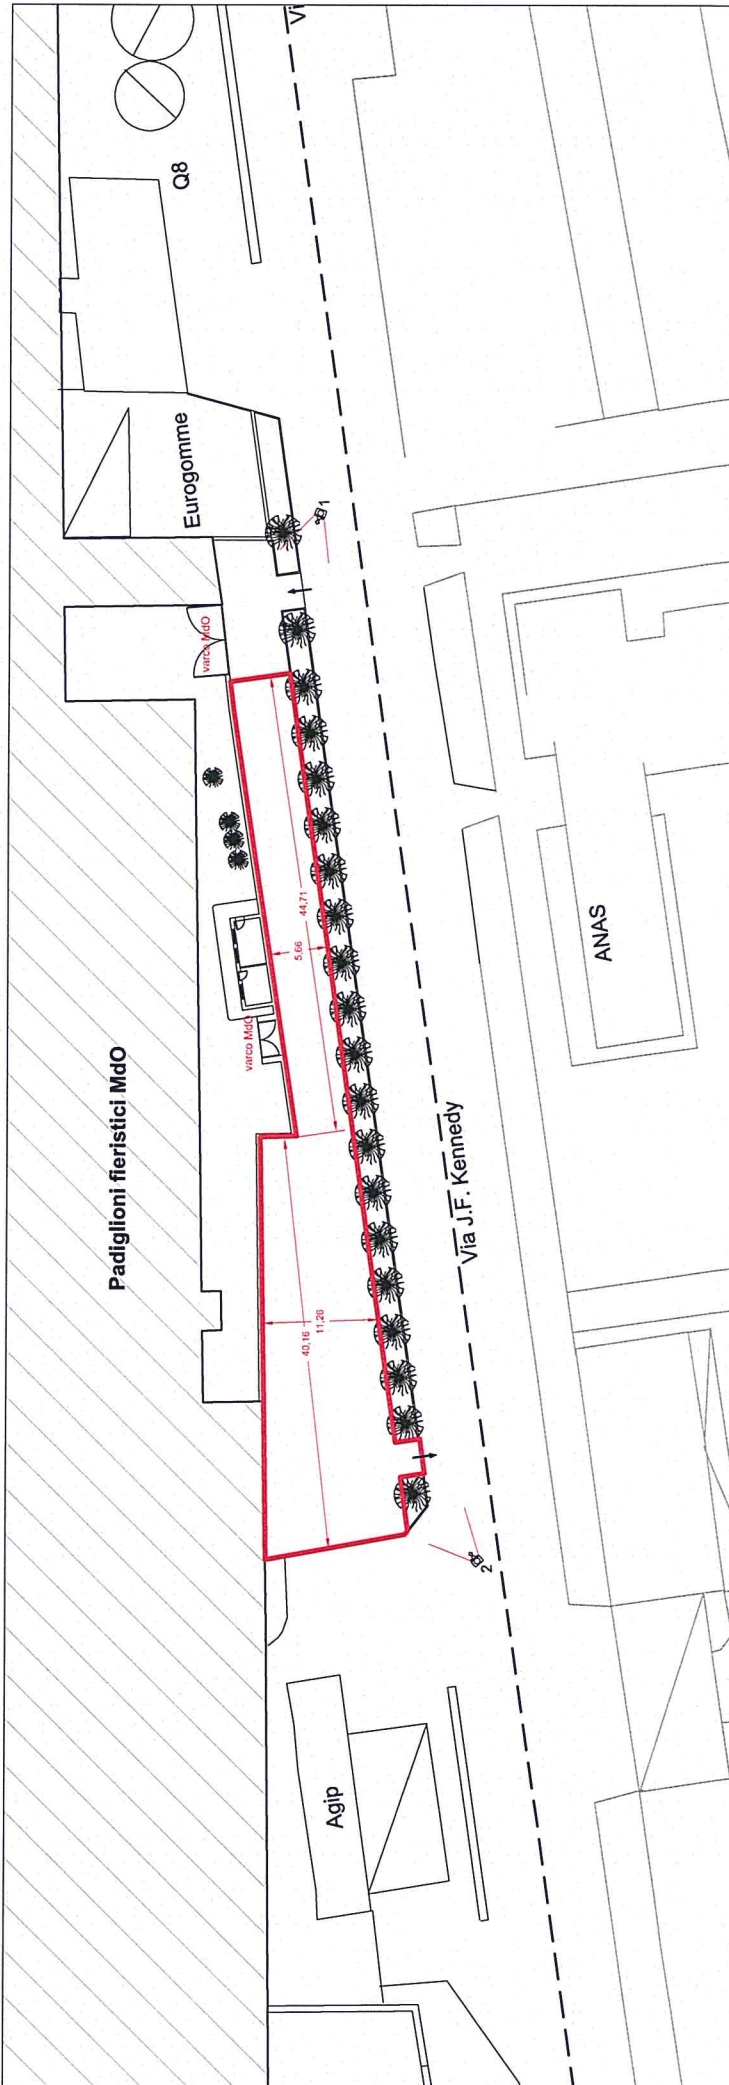 Vi
Q8
Eurogomme
1
varco MdO
44,71
5,66
varco MdO
ANAS
Padiglioni fieristici MdO
Via J.F. Kennedy
40,16
11,26
2
Agip